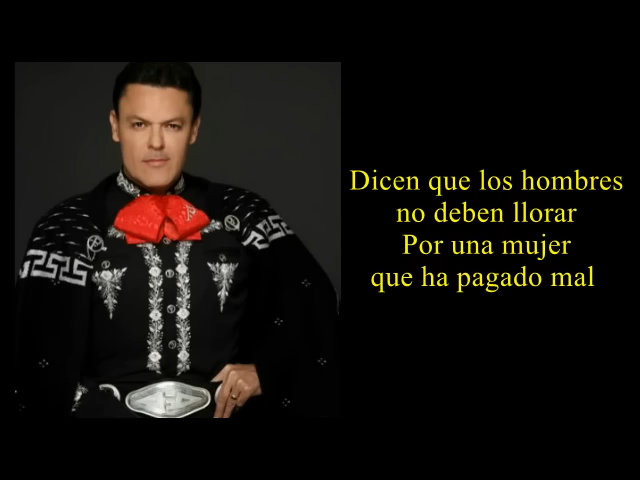 Dicen que los hombres
no deben llorar
Por una mujer
que ha pagado mal